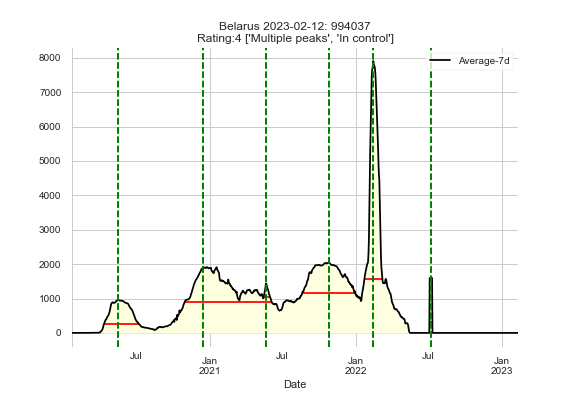 Belarus 2023-02-12: 994037
Rating:4 ['Multiple peaks', 'In control']
Average-7d
8000
7000
6000
5000
4000
3000
2000
1000
0
Jul
Jan
2021
Jul
Jan
2022
Jul
Jan
2023
Date